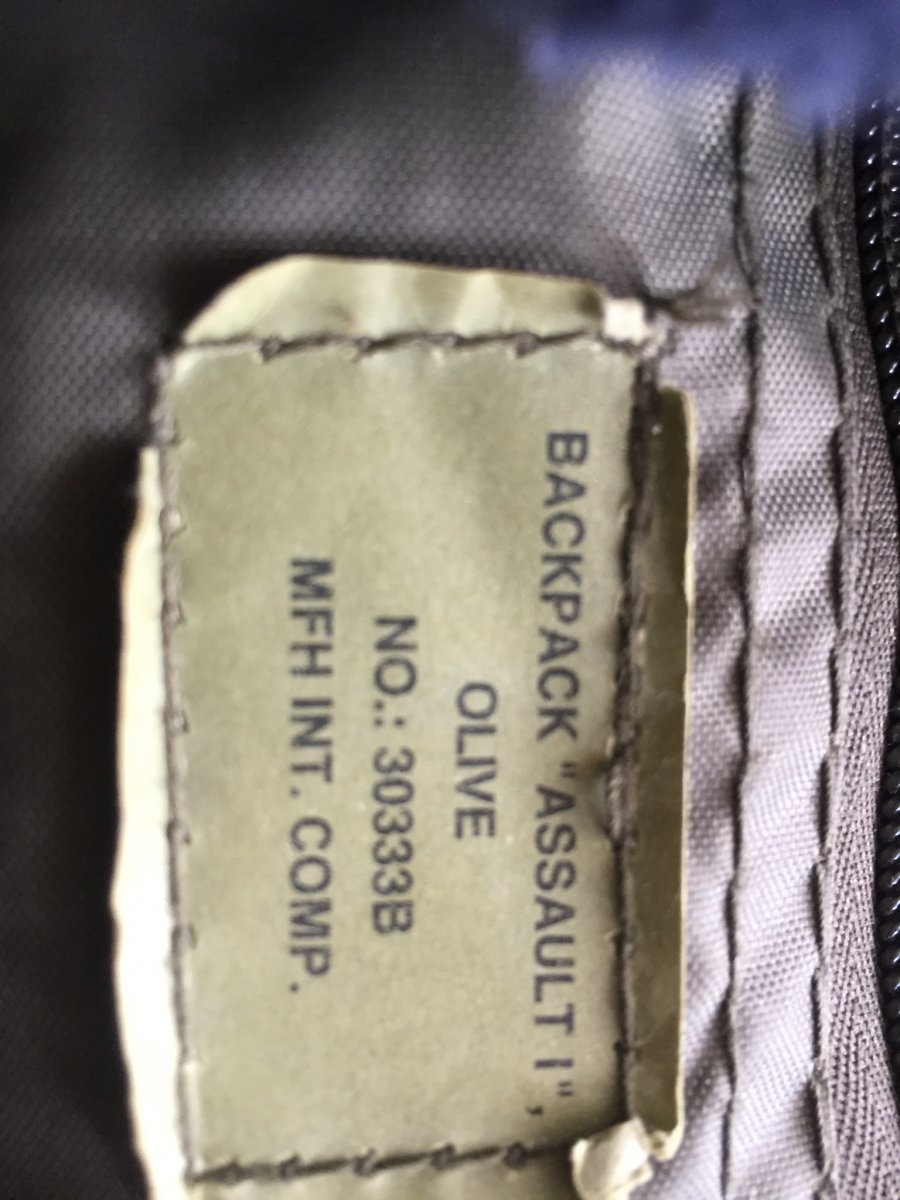 BACKPACK "ASSAULT I",
OLIVE
NO.: 30333B
MFH INT. COMP.